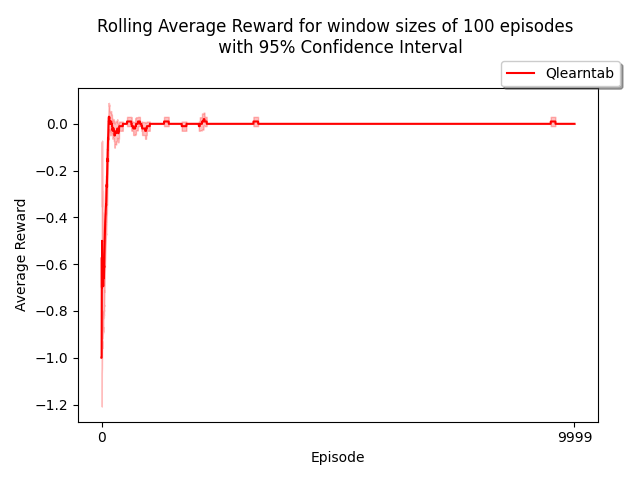 Rolling Average Reward for window sizes of 100 episodes
with 95% Confidence Interval
Qlearntab
0.0
−0.2
−0.4
−0.6
−0.8
−1.0
−1.2
Average Reward
0
9999
Episode